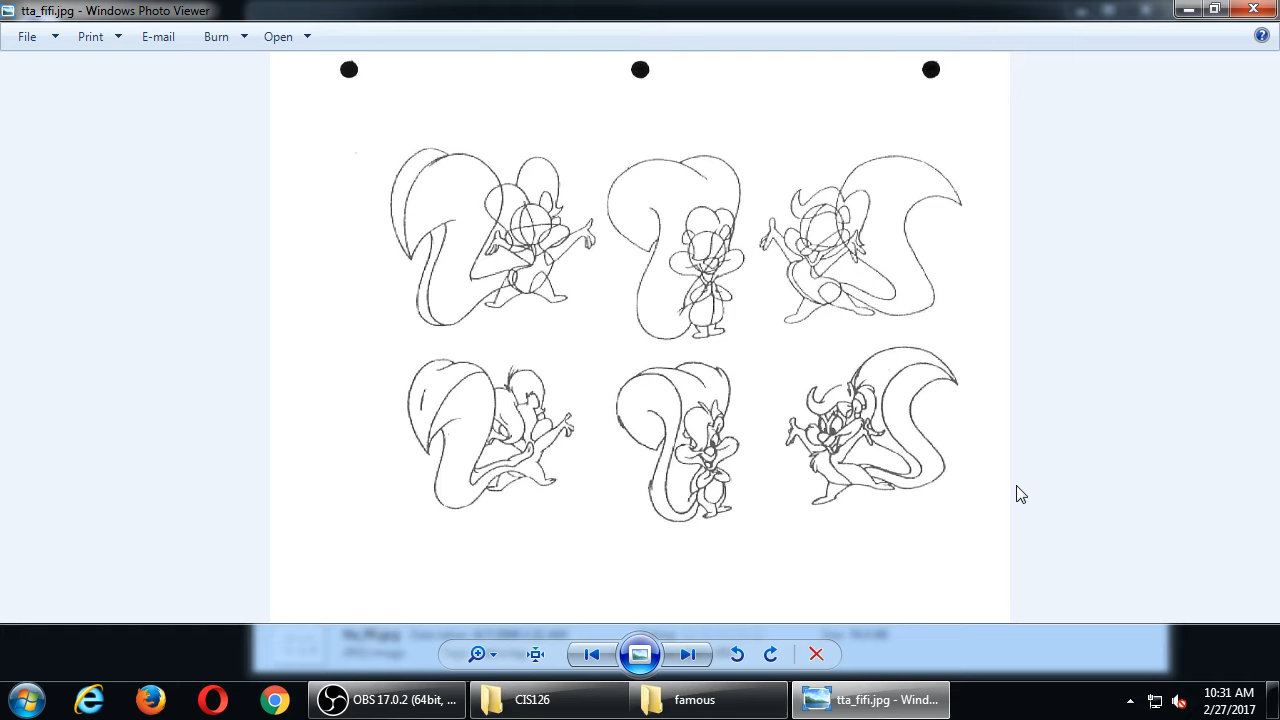 tta_fifi.jpg - Windows Photo Viewer
File Print E-mail Burn Open
OBS 17.0.2 (64bit, ... CIS126 famous tta_fifi.jpg - Wind...
10:31 AM
2/27/2017